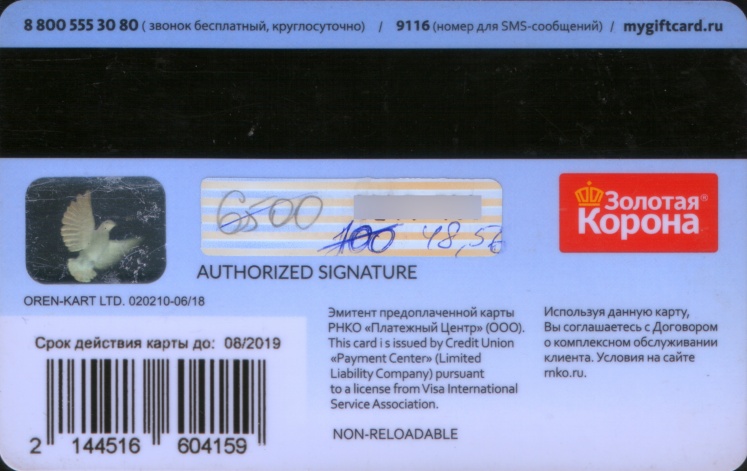 8 800 555 30 80 ( звонок бесплатный, круглосуточно) / 9116 (номер для SMS-сообщений) / mygiftcard.ru
6500
100 48,56
Золотая®
Корона
AUTHORIZED SIGNATURE
OREN-KART LTD. 020210-06/18
Срок действия карты до: 08/2019
2 144516 604159
Эмитент предоплаченной карты
РНКО «Платежный Центр» (ООО).
This card i s issued by Credit Union
«Payment Center» (Limited
Liability Company) pursuant
to a license from Visa International
Service Association.
NON-RELOADABLE
Используя данную карту,
Вы соглашаетесь с Договором
о комплексном обслуживании
клиента. Условия на сайте
rnko.ru.